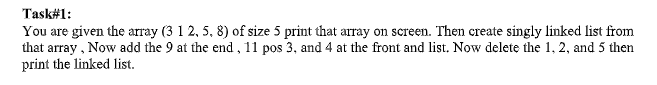 Task#1:
You are given the array (3 1 2, 5, 8) of size 5 print that array on screen. Then create singly linked list from
that array , Now add the 9 at the end , 11 pos 3, and 4 at the front and list. Now delete the 1, 2, and 5 then
print the linked list.